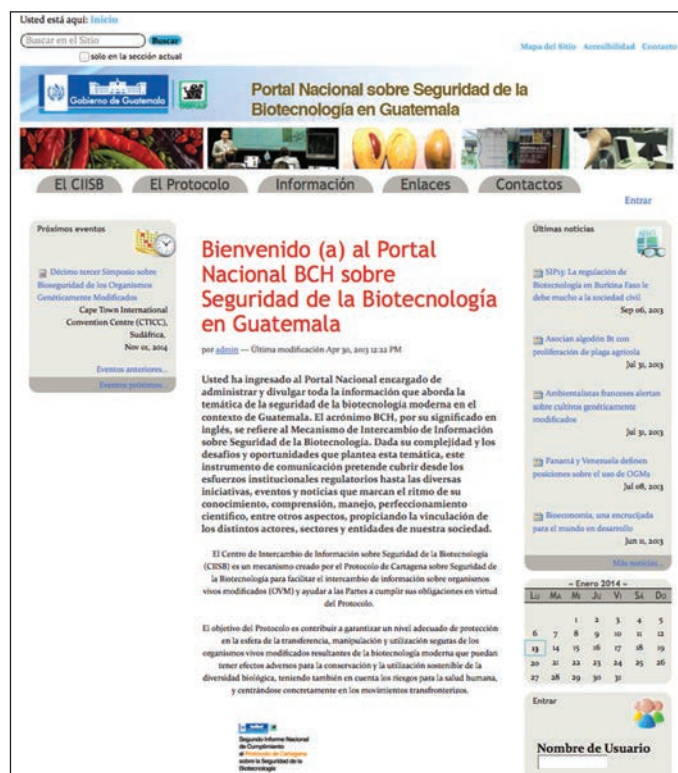 Usted está aquí: Inicio
Buscar en el Sitio
Buscar
solo en la sección actual
Mapa del Sitio Accesibilidad Contacto
Gobierno de Guatemala
Portal Nacional sobre Seguridad de la
Biotecnología en Guatemala
El CIISB
El Protocolo
Información
Enlaces
Contactos
Entrar
Próximos eventos
Décimo tercer Simposio sobre
Bioseguridad de los Organismos
Genéticamente Modificados
Cape Town International
Convention Centre (CTICC),
Sudáfrica,
Nov 01, 2014
Eventos anteriores...
Eventos próximos...
Bienvenido (a) al Portal
Nacional BCH sobre
Seguridad de la Biotecnología
en Guatemala
por admin — Última modificación Apr 30, 2013 12:22 PM
Usted ha ingresado al Portal Nacional encargado de
administrar y divulgar toda la información que aborda la
temática de la seguridad de la biotecnología moderna en el
contexto de Guatemala. El acrónimo BCH, por su significado en
inglés, se refiere al Mecanismo de Intercambio de Información
sobre Seguridad de la Biotecnología. Dada su complejidad y los
desafíos y oportunidades que plantea esta temática, este
instrumento de comunicación pretende cubrir desde los
esfuerzos institucionales regulatorios hasta las diversas
iniciativas, eventos y noticias que marcan el ritmo de su
conocimiento, comprensión, manejo, perfeccionamiento
científico, entre otros aspectos, propiciando la vinculación de
los distintos actores, sectores y entidades de nuestra sociedad.
El Centro de Intercambio de Información sobre Seguridad de la Biotecnología
(CIISB) es un mecanismo creado por el Protocolo de Cartagena sobre Seguridad de
la Biotecnología para facilitar el intercambio de información sobre organismos
vivos modificados (OVM) y ayudar a las Partes a cumplir sus obligaciones en virtud
del Protocolo.
El objetivo del Protocolo es contribuir a garantizar un nivel adecuado de protección
en la esfera de la transferencia, manipulación y utilización seguras de los
organismos vivos modificados resultantes de la biotecnología moderna que puedan
tener efectos adversos para la conservación y la utilización sostenible de la
diversidad biológica, teniendo también en cuenta los riesgos para la salud humana,
y centrándose concretamente en los movimientos transfronterizos.
Segundo Informe Nacional
de Cumplimiento
al Protocolo de Cartagena
sobre la Seguridad de la
Biotecnología
Últimas noticias
SIP15: La regulación de
Biotecnología en Burkina Faso le
debe mucho a la sociedad civil
Sep 06, 2013
Asocian algodón Bt con
proliferación de plaga agrícola
Jul 31, 2013
Ambientalistas franceses alertan
sobre cultivos genéticamente
modificados
Jul 31, 2013
Panamá y Venezuela definen
posiciones sobre el uso de OGMs
Jul 08, 2013
Bioeconomía, una encrucijada
para el mundo en desarrollo
Jun 11, 2013
Más noticias...
« Enero 2014 »
Lu Ma Mi Ju Vi Sá Do
1 2 3 4 5
6 7 8 9 10 11 12
13 14 15 16 17 18 19
20 21 22 23 24 25 26
27 28 29 30 31
Entrar
Nombre de Usuario